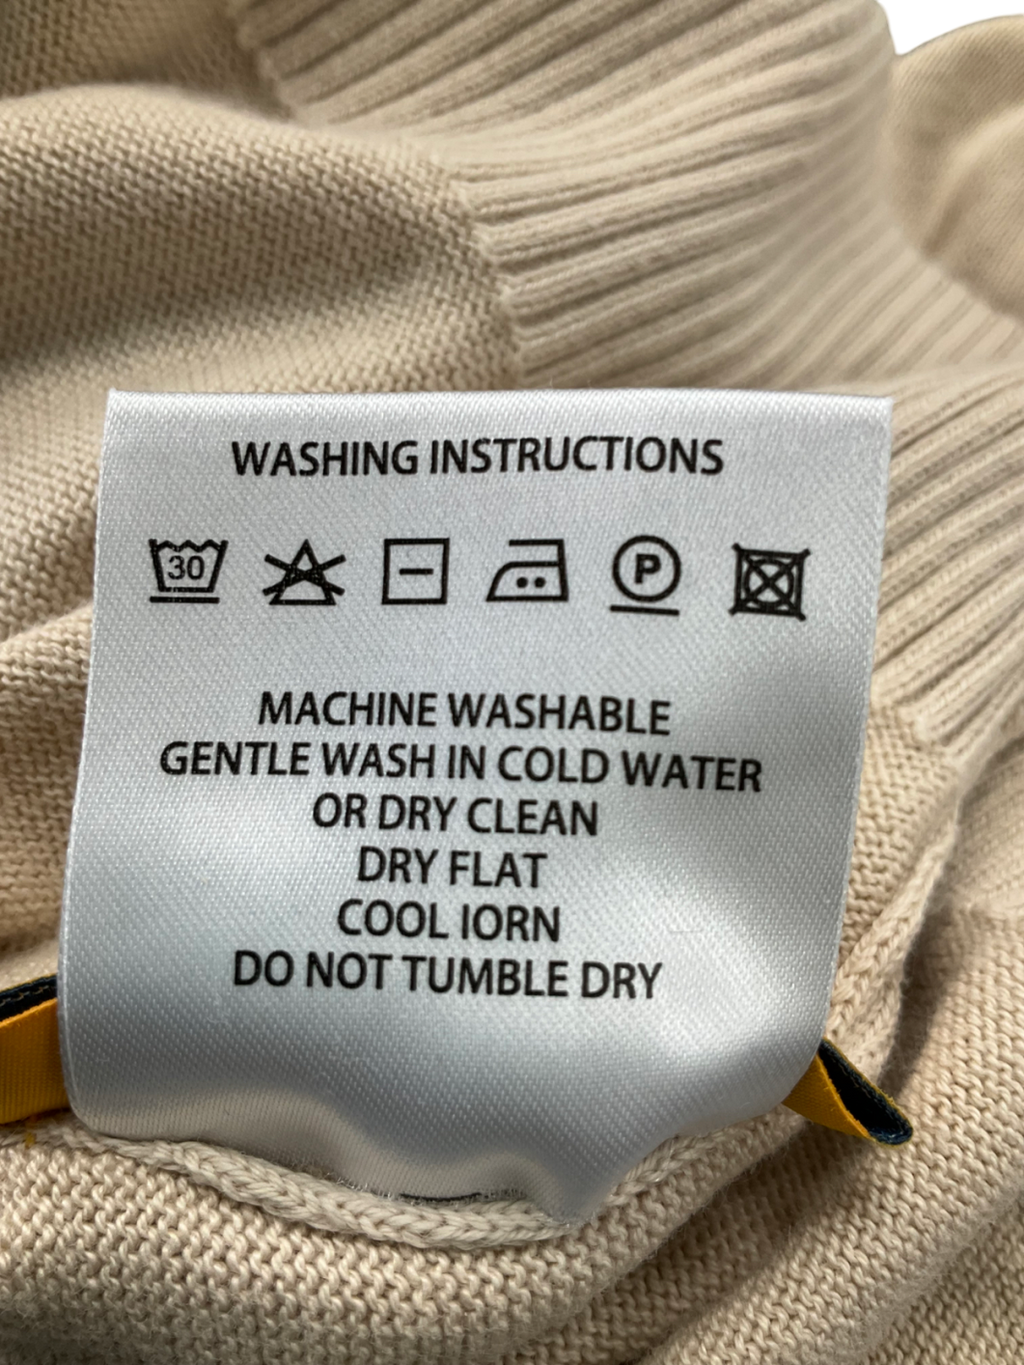 WASHING INSTRUCTIONS
30 P
MACHINE WASHABLE
GENTLE WASH IN COLD WATER
OR DRY CLEAN
DRY FLAT
COOL IORN
DO NOT TUMBLE DRY